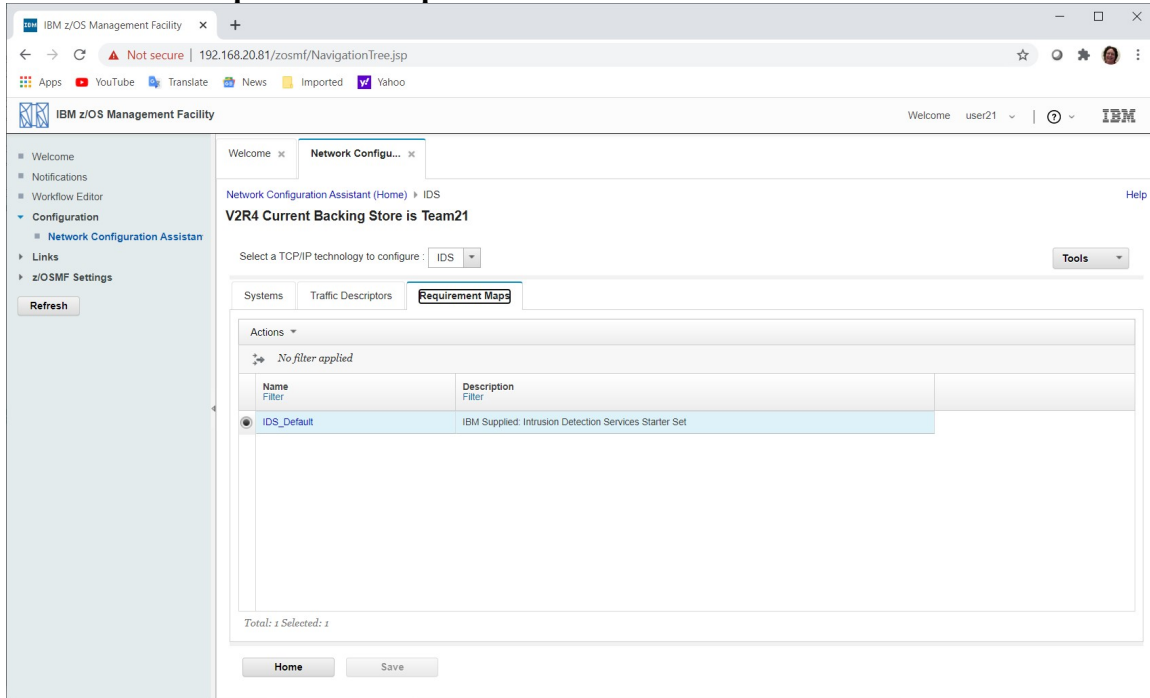 IBM z/OS Management Facility
Not secure | 192.168.20.81/zosmf/NavigationTree.jsp
Apps YouTube Translate News Imported Yahoo
IBM z/OS Management Facility Welcome user21 IBM
Welcome
Notifications
Workflow Editor
Configuration
Network Configuration Assistan
Links
z/OSMF Settings
Refresh
Welcome Network Configu...
Network Configuration Assistant (Home) IDS Help
V2R4 Current Backing Store is Team21
Select a TCP/IP technology to configure : IDS Tools
Systems Traffic Descriptors Requirement Maps
Actions
No filter applied
Name Description
Filter Filter
IDS_Default IBM Supplied: Intrusion Detection Services Starter Set
Total: 1 Selected: 1
Home Save